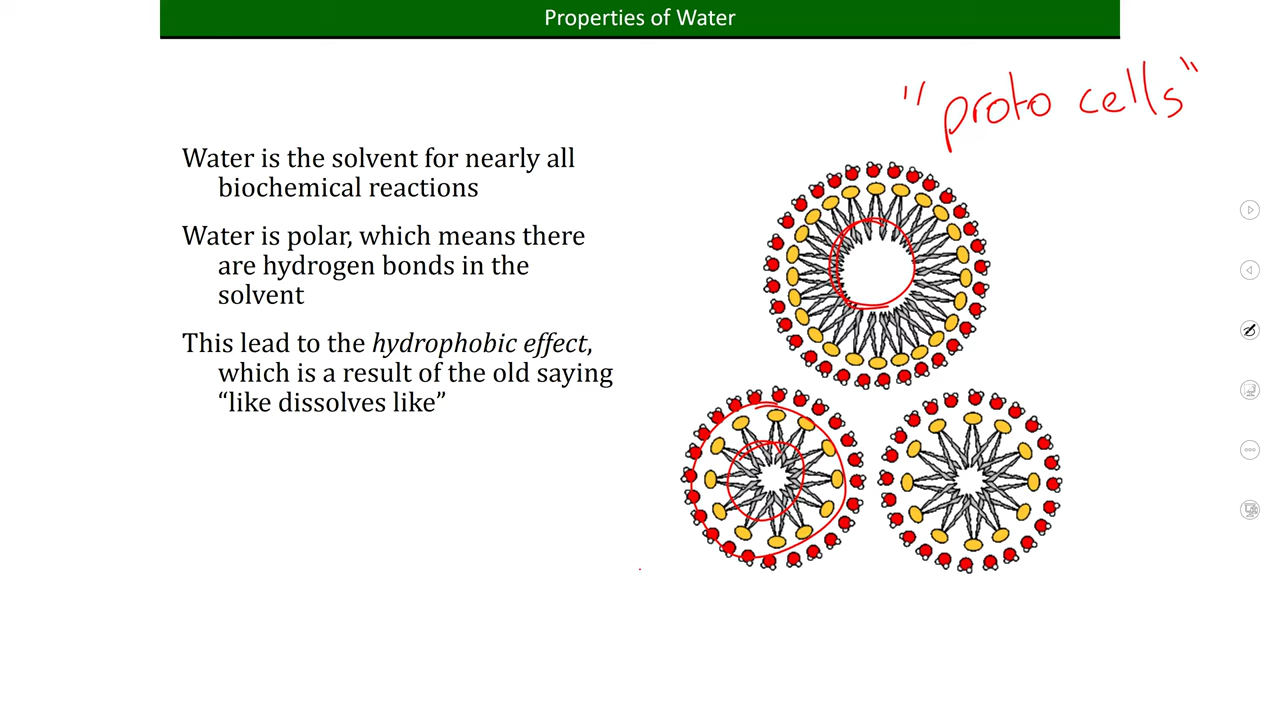 Properties of Water
"proto cells"
Water is the solvent for nearly all
biochemical reactions
Water is polar, which means there
are hydrogen bonds in the
solvent
This lead to the hydrophobic effect,
which is a result of the old saying
“like dissolves like”